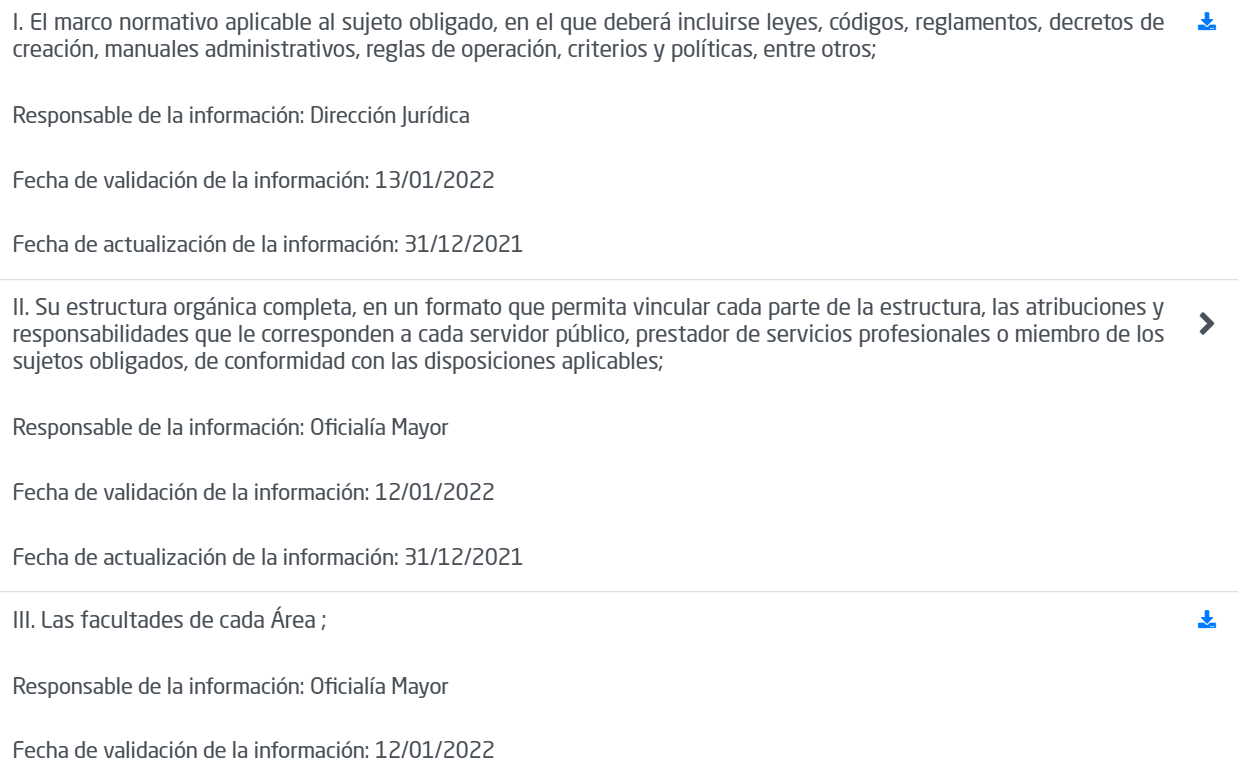 I. El marco normativo aplicable al sujeto obligado, en el que deberá incluirse leyes, códigos, reglamentos, decretos de
creación, manuales administrativos, reglas de operación, criterios y políticas, entre otros;
Responsable de la información: Dirección Jurídica
Fecha de validación de la información: 13/01/2022
Fecha de actualización de la información: 31/12/2021
II. Su estructura orgánica completa, en un formato que permita vincular cada parte de la estructura, las atribuciones y
responsabilidades que le corresponden a cada servidor público, prestador de servicios profesionales o miembro de los
sujetos obligados, de conformidad con las disposiciones aplicables;
Responsable de la información: Oficialía Mayor
Fecha de validación de la información: 12/01/2022
Fecha de actualización de la información: 31/12/2021
III. Las facultades de cada Área ;
Responsable de la información: Oficialía Mayor
Fecha de validación de la información: 12/01/2022